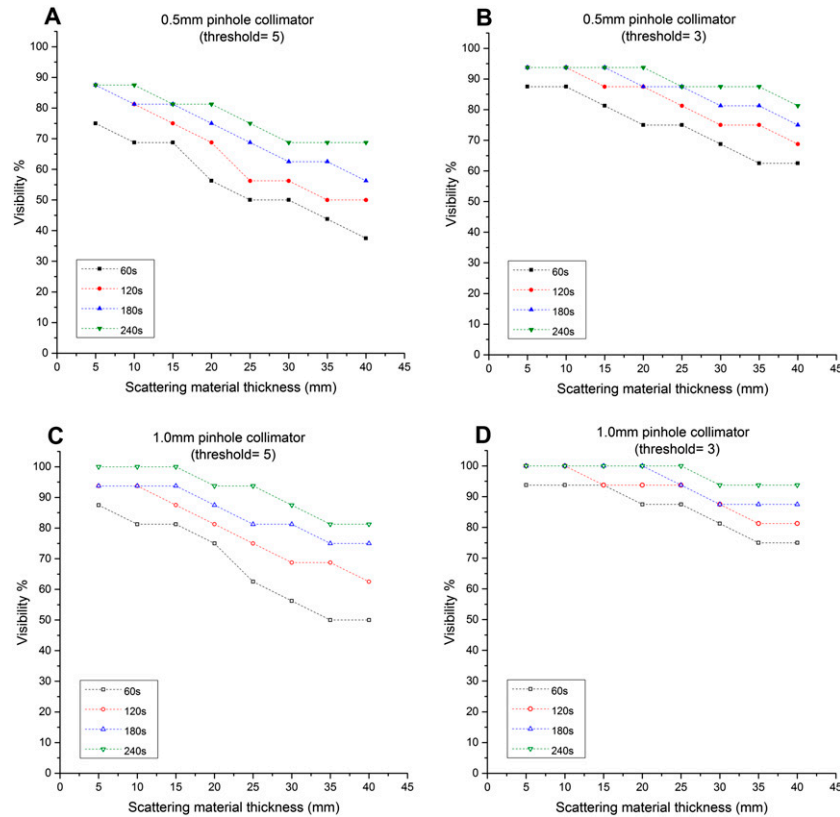 A
0.5mm pinhole collimator
(threshold= 5)
100
90
80
70
60
50
40
30
20
10
0
Visibility %
60s
120s
180s
240s
0 5 10 15 20 25 30 35 40 45
Scattering material thickness (mm)
B
0.5mm pinhole collimator
(threshold= 3)
100
90
80
70
60
50
40
30
20
10
0
Visibility %
60s
120s
180s
240s
0 5 10 15 20 25 30 35 40 45
Scattering material thickness (mm)
C
1.0mm pinhole collimator
(threshold= 5)
100
90
80
70
60
50
40
30
20
10
0
Visibility %
60s
120s
180s
240s
0 5 10 15 20 25 30 35 40 45
Scattering material thickness (mm)
D
1.0mm pinhole collimator
(threshold= 3)
100
90
80
70
60
50
40
30
20
10
0
Visibility %
60s
120s
180s
240s
0 5 10 15 20 25 30 35 40 45
Scattering material thickness (mm)